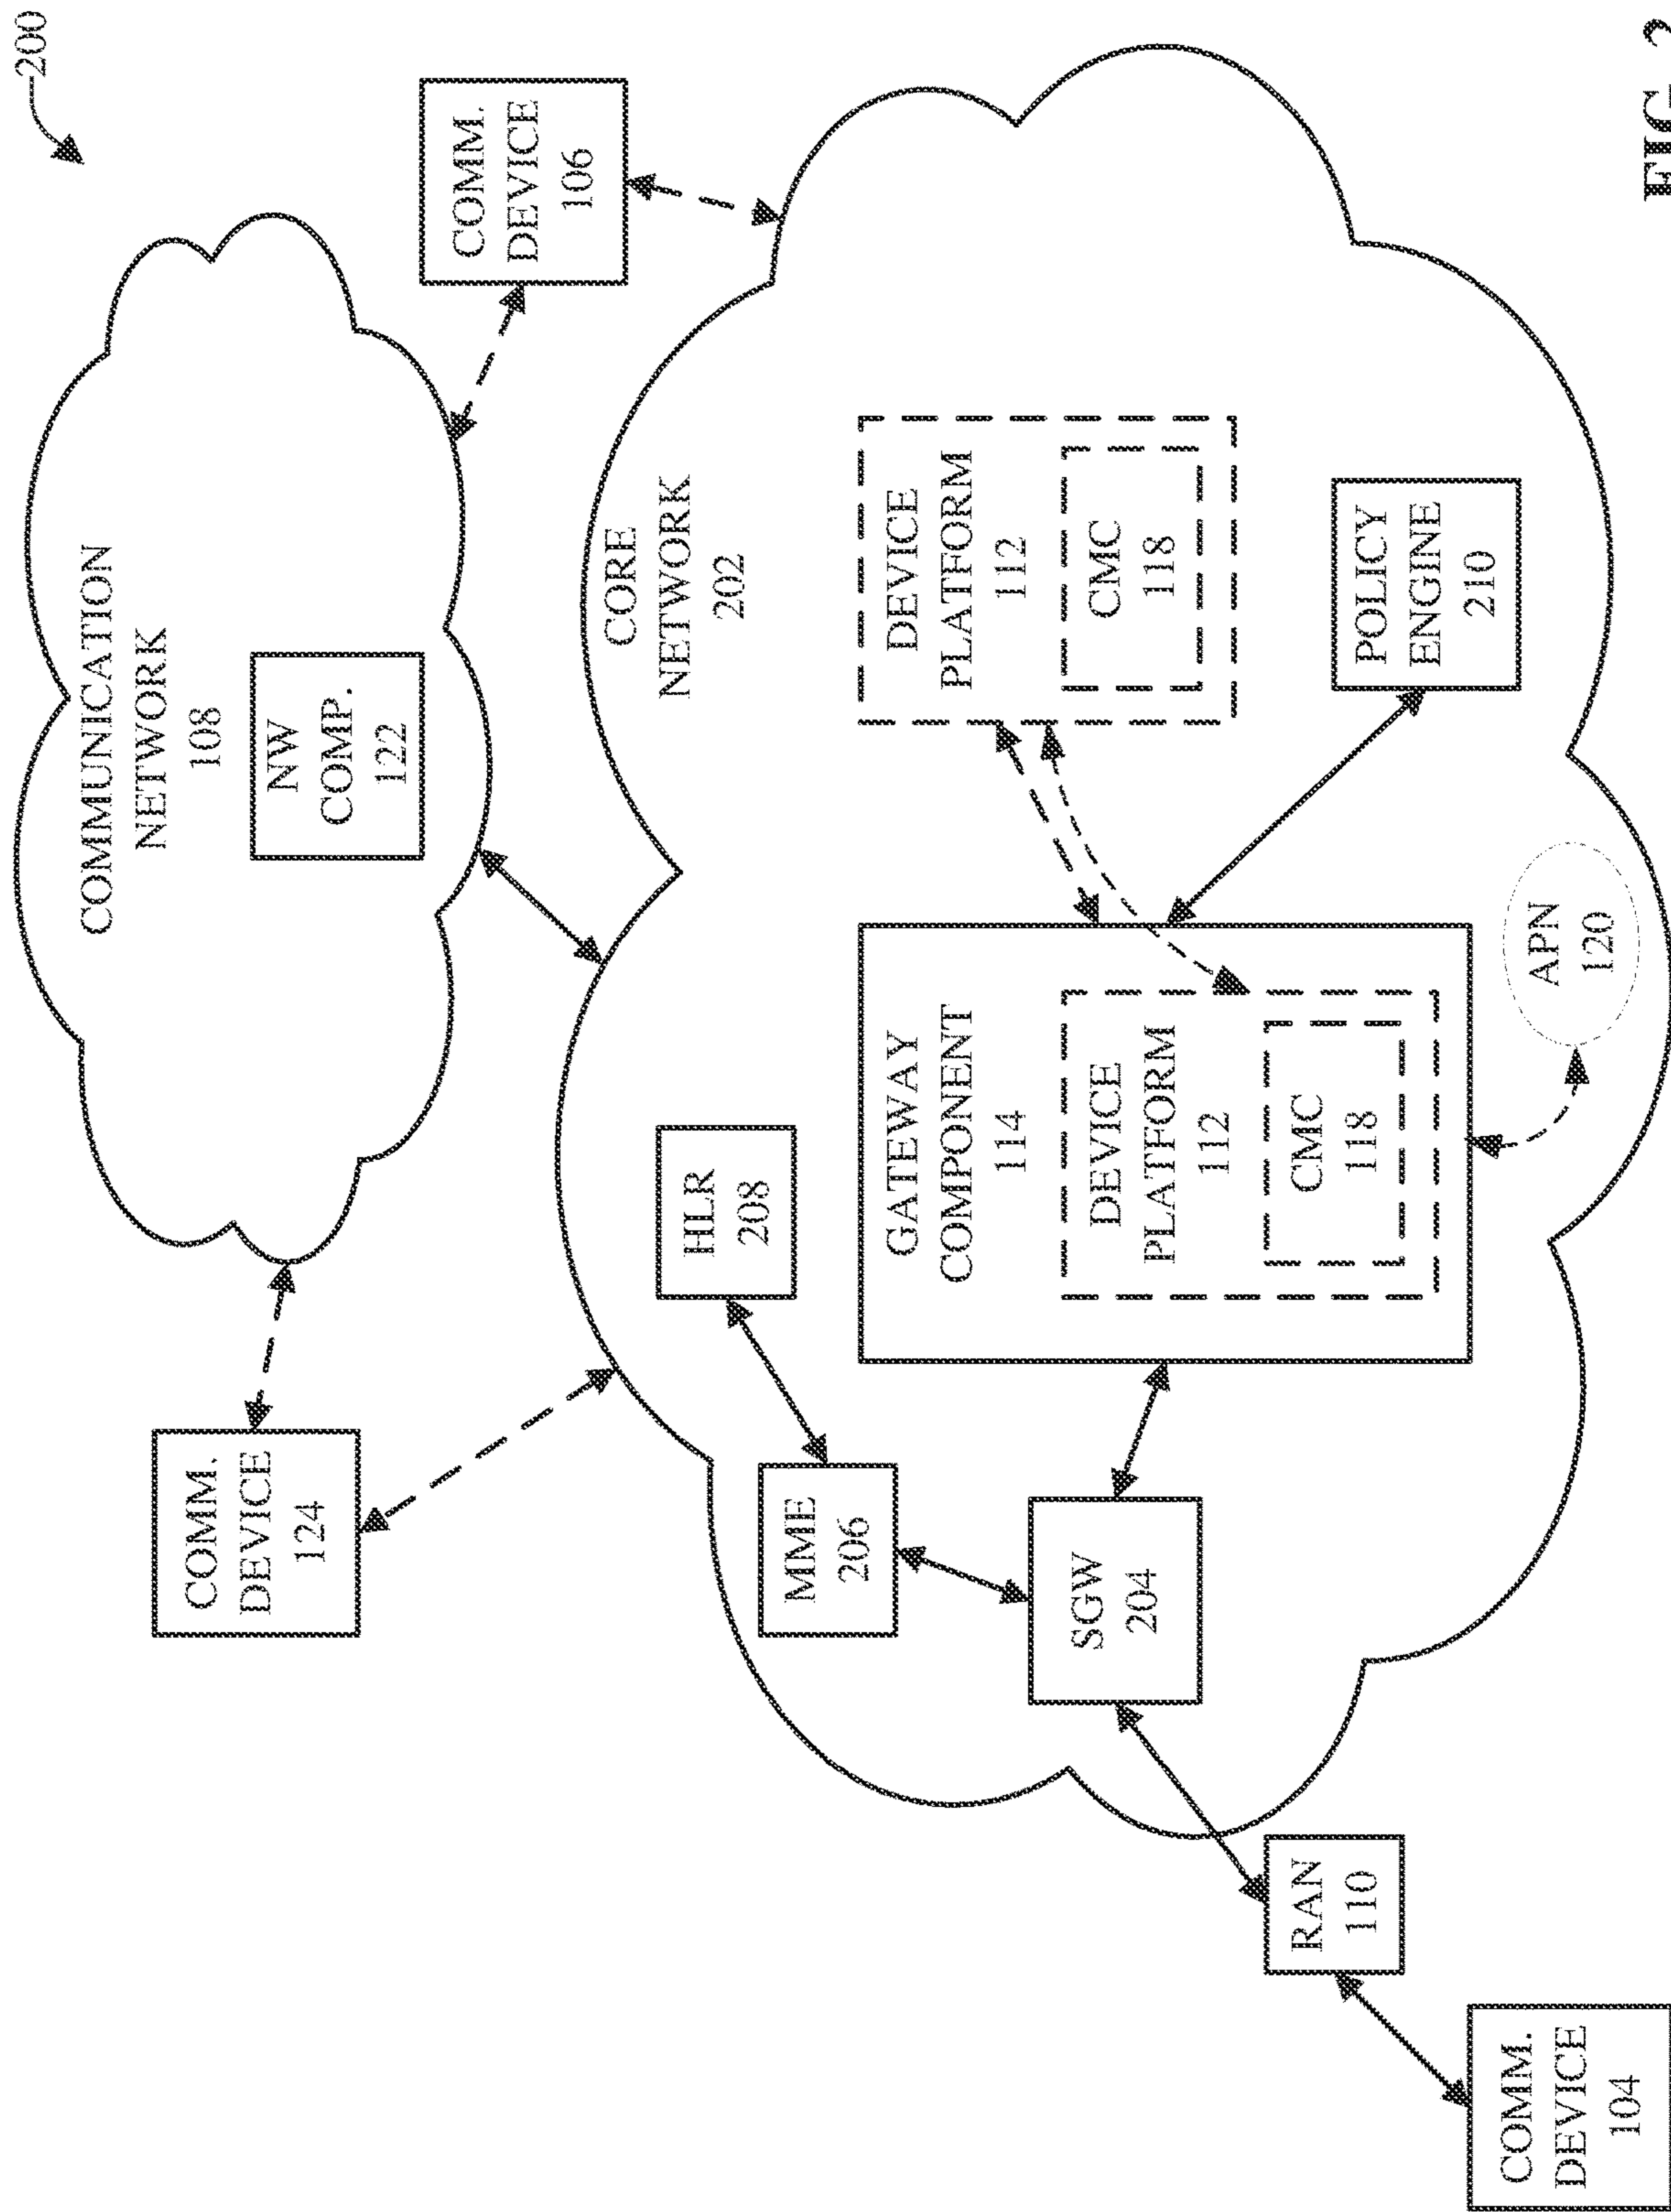 200
COMMUNICATION
NETWORK
108
NW
COMP.
122
COMM.
DEVICE
124
COMM.
DEVICE
106
CORE
NETWORK
202
HLR
208
MME
206
SGW
204
GATEWAY
COMPONENT
114
DEVICE
PLATFORM
112
CMC
118
DEVICE
PLATFORM
112
CMC
118
POLICY
ENGINE
210
APN
120
RAN
110
COMM.
DEVICE
104
FIG. 2